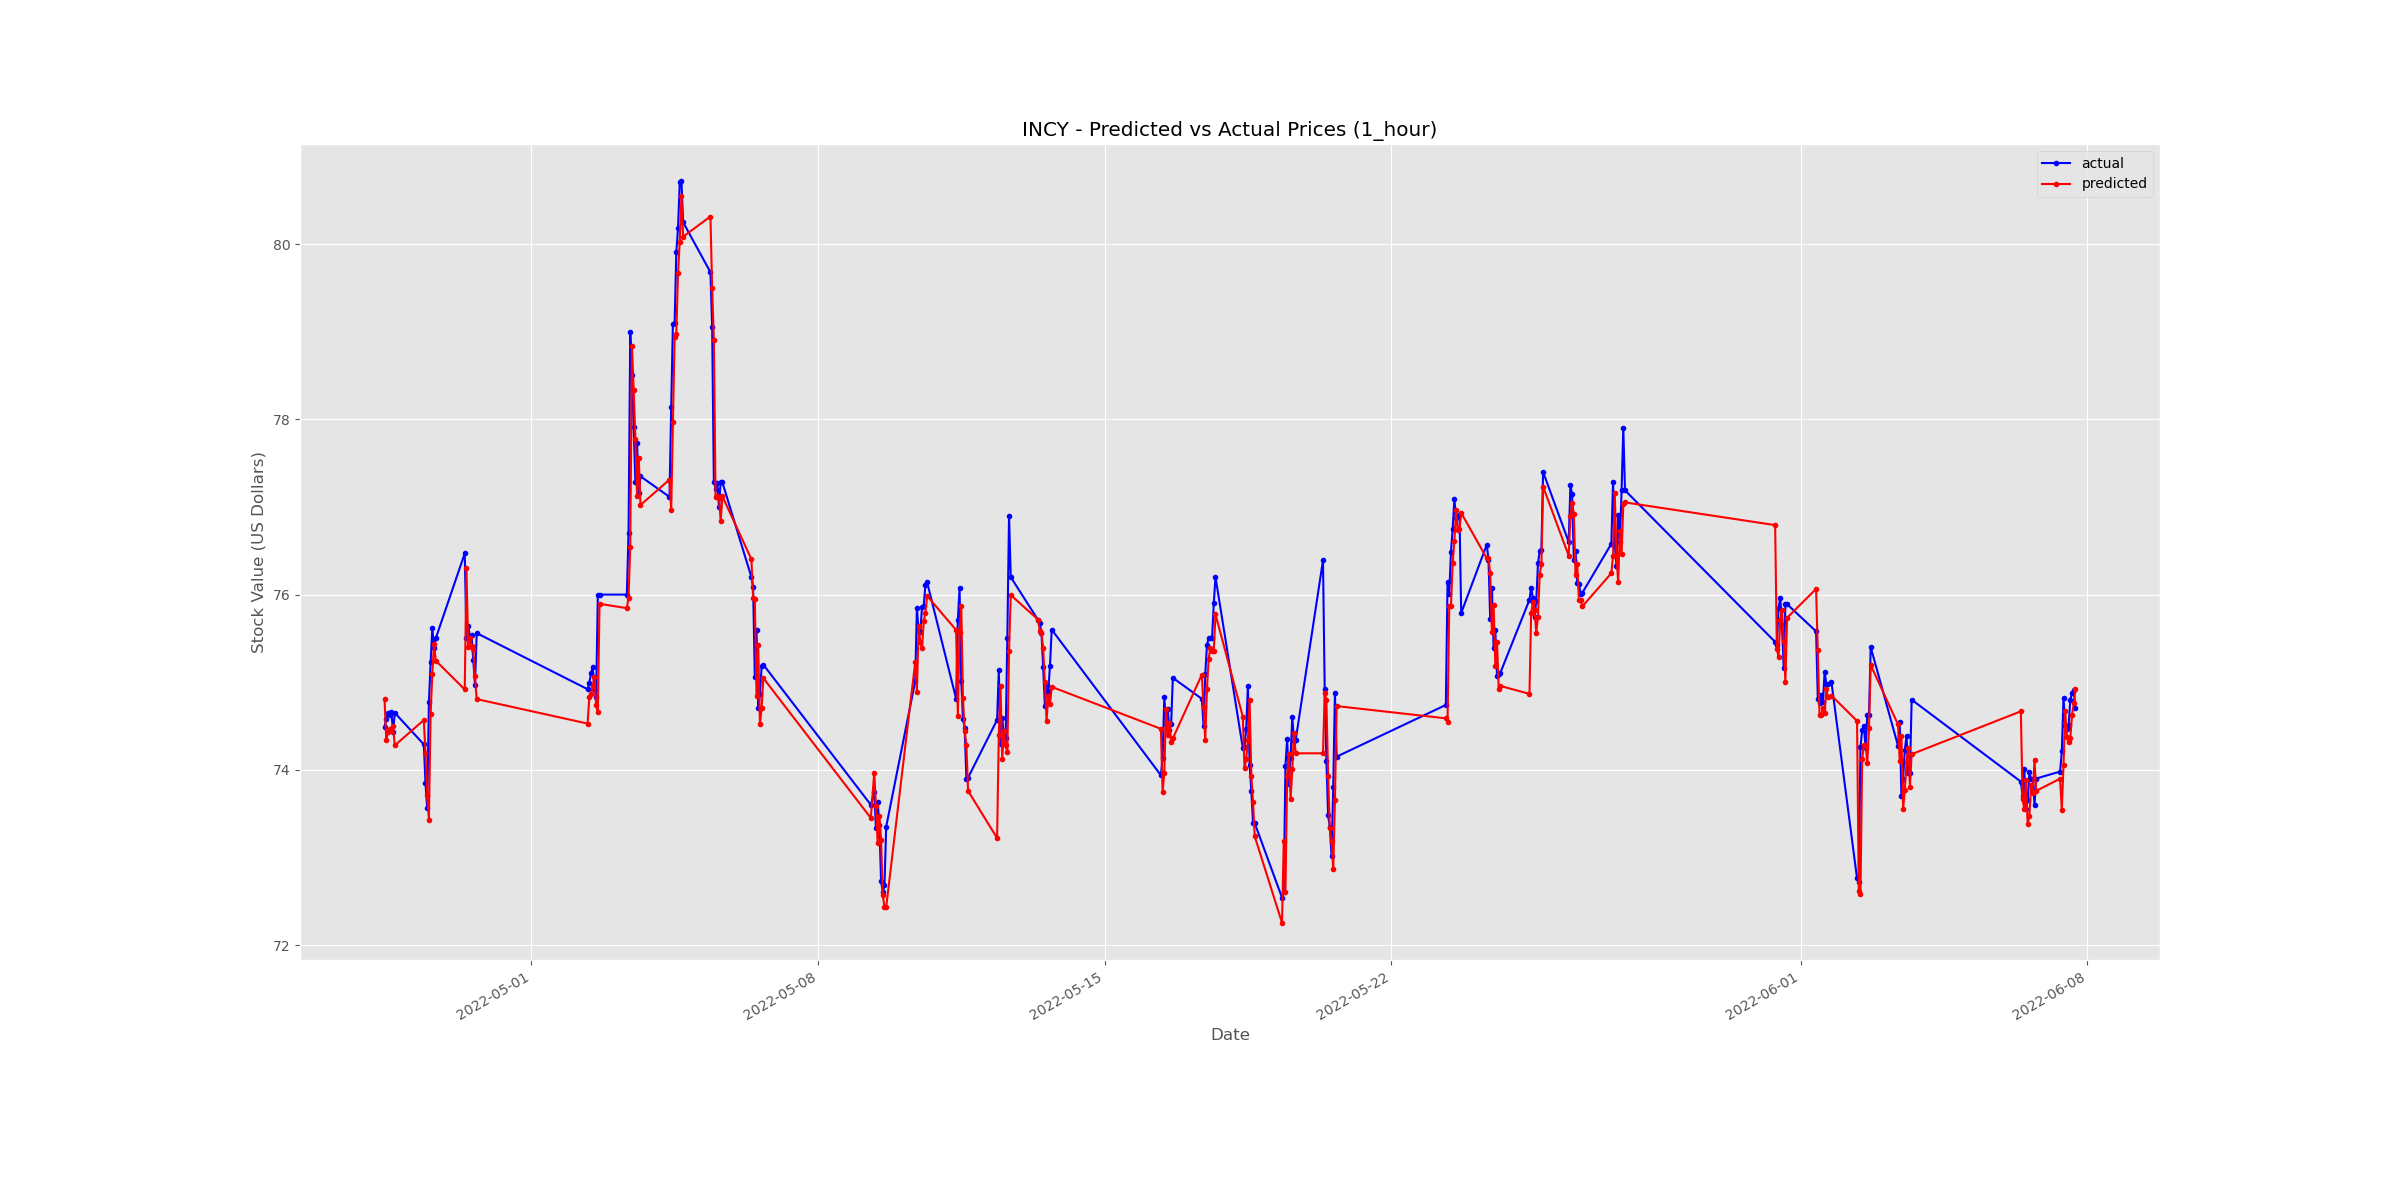 INCY - Predicted vs Actual Prices (1_hour)
actual
predicted
80
78
76
74
72
Stock Value (US Dollars)
2022-05-01
2022-05-08
2022-05-15
2022-05-22
2022-06-01
2022-06-08
Date